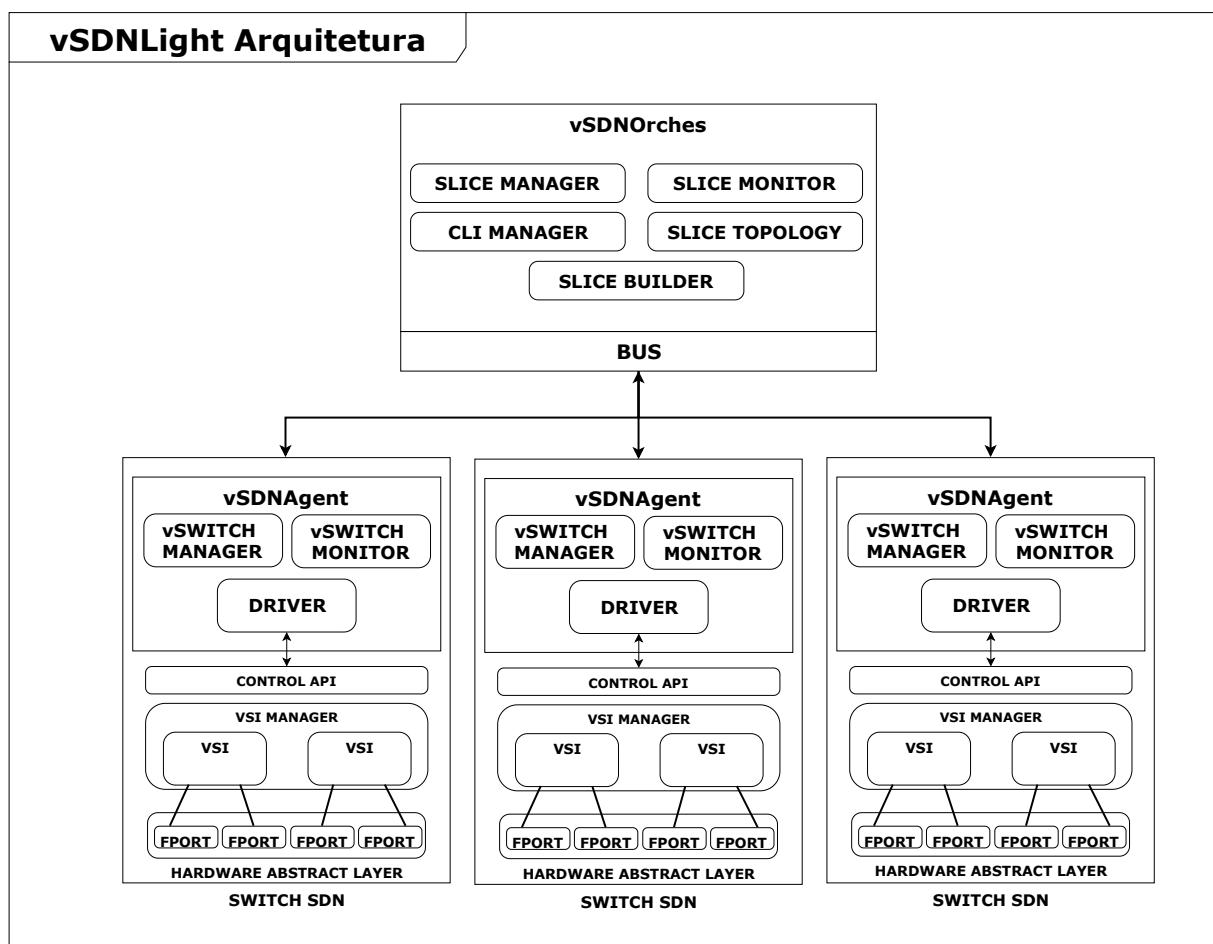 vSDNLight Arquitetura
vSDNOrches
SLICE MANAGER
SLICE MONITOR
CLI MANAGER
SLICE TOPOLOGY
SLICE BUILDER
BUS
vSDNAgent
vSWITCH
MANAGER
vSWITCH
MONITOR
DRIVER
CONTROL API
VSI MANAGER
VSI
VSI
FPORT
FPORT
FPORT
FPORT
HARDWARE ABSTRACT LAYER
SWITCH SDN
vSDNAgent
vSWITCH
MANAGER
vSWITCH
MONITOR
DRIVER
CONTROL API
VSI MANAGER
VSI
VSI
FPORT
FPORT
FPORT
FPORT
HARDWARE ABSTRACT LAYER
SWITCH SDN
vSDNAgent
vSWITCH
MANAGER
vSWITCH
MONITOR
DRIVER
CONTROL API
VSI MANAGER
VSI
VSI
FPORT
FPORT
FPORT
FPORT
HARDWARE ABSTRACT LAYER
SWITCH SDN